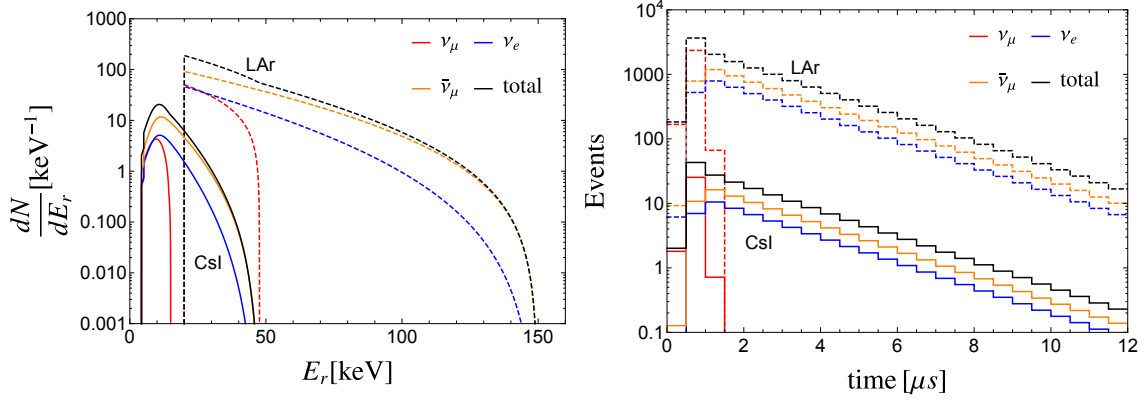 1000
100
10
1
0.100
0.010
0.001
dN/dE_r [keV⁻¹]
ν_μ ν_e
ν̄_μ total
LAr
CsI
0 50 100 150
E_r [keV]
10⁴
1000
100
10
1
0.1
Events
ν_μ ν_e
ν̄_μ total
LAr
CsI
0 2 4 6 8 10 12
time [μs]